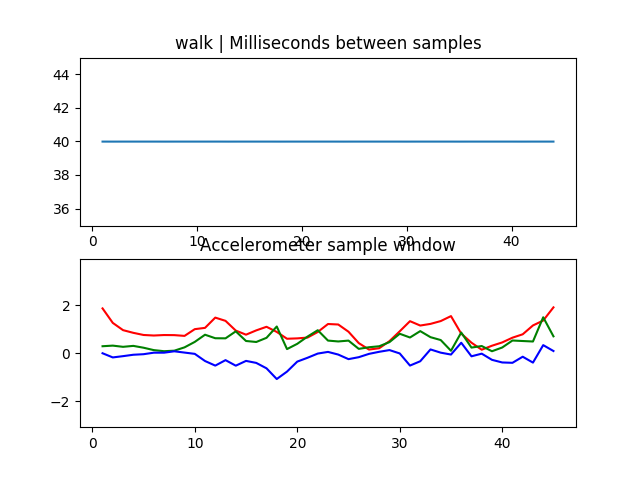 walk | Milliseconds between samples
44
42
40
38
36
0 10 20 30 40
Accelerometer sample window
2
0
−2
0 10 20 30 40